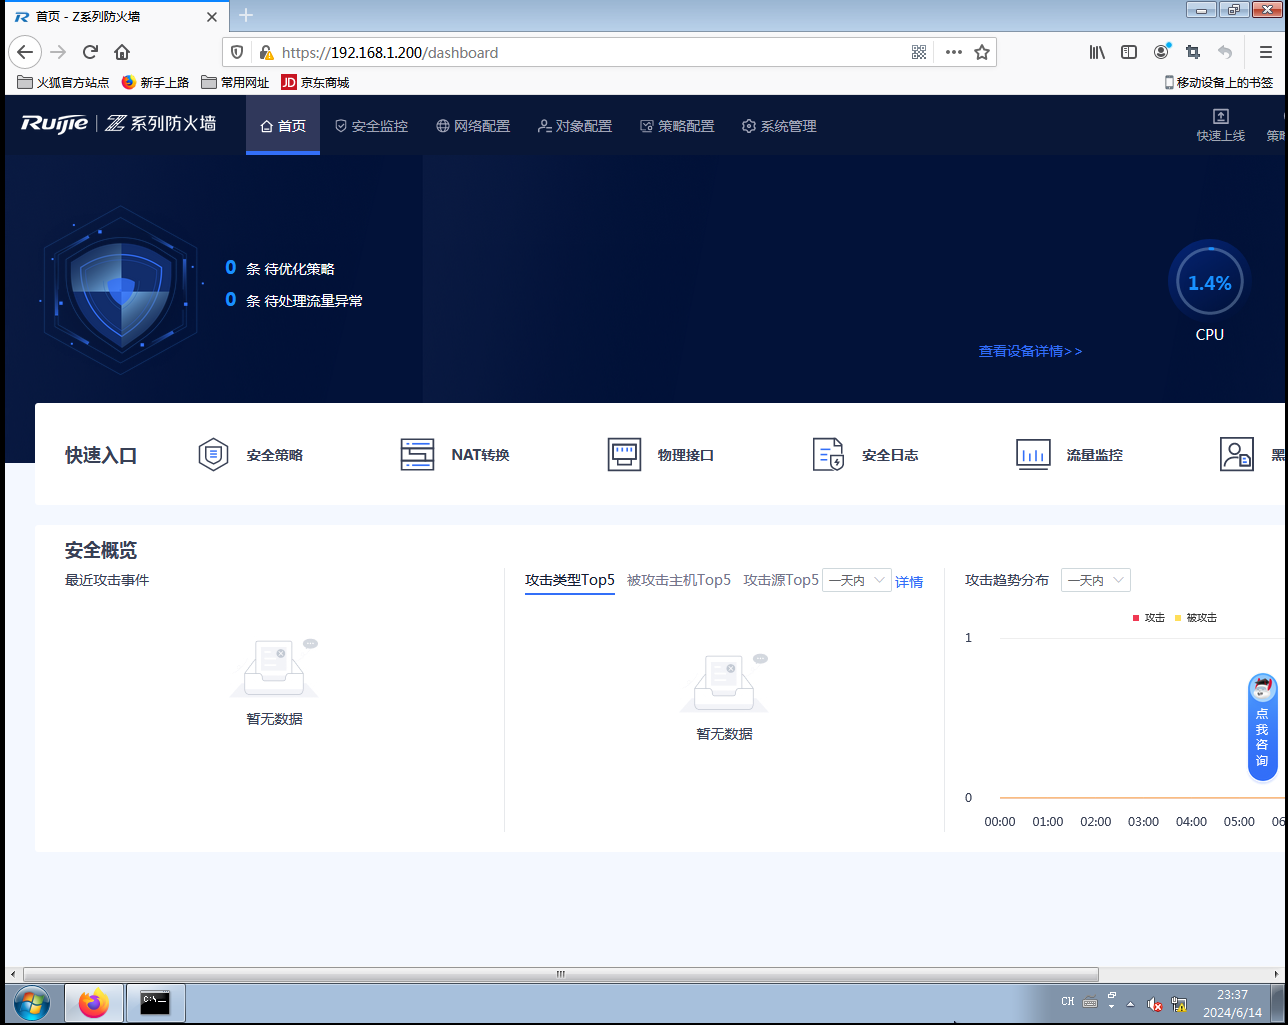 首页 - Z系列防火墙
https://192.168.1.200/dashboard
火狐官方站点 新手上路 常用网址 JD 京东商城 移动设备上的书签
Ruijie | Z 系列防火墙 首页 安全监控 网络配置 对象配置 策略配置 系统管理 快速上线 策略
0 条 待优化策略
0 条 待处理流量异常
1.4%
CPU
查看设备详情>>
快速入口 安全策略 NAT转换 物理接口 安全日志 流量监控 黑
安全概览
最近攻击事件
暂无数据
攻击类型Top5 被攻击主机Top5 攻击源Top5 一天内 详情
暂无数据
攻击趋势分布 一天内
攻击 被攻击
1
0
00:00 01:00 02:00 03:00 04:00 05:00 06
点我咨询
C:\
CH
23:37
2024/6/14